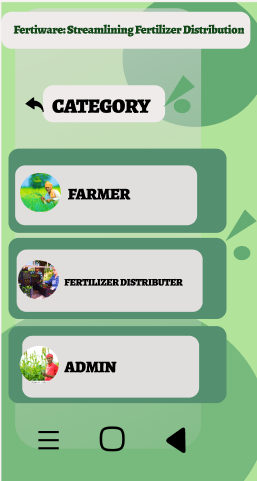 Fertiware: Streamlining Fertilizer Distribution
CATEGORY
FARMER
FERTILIZER DISTRIBUTER
ADMIN